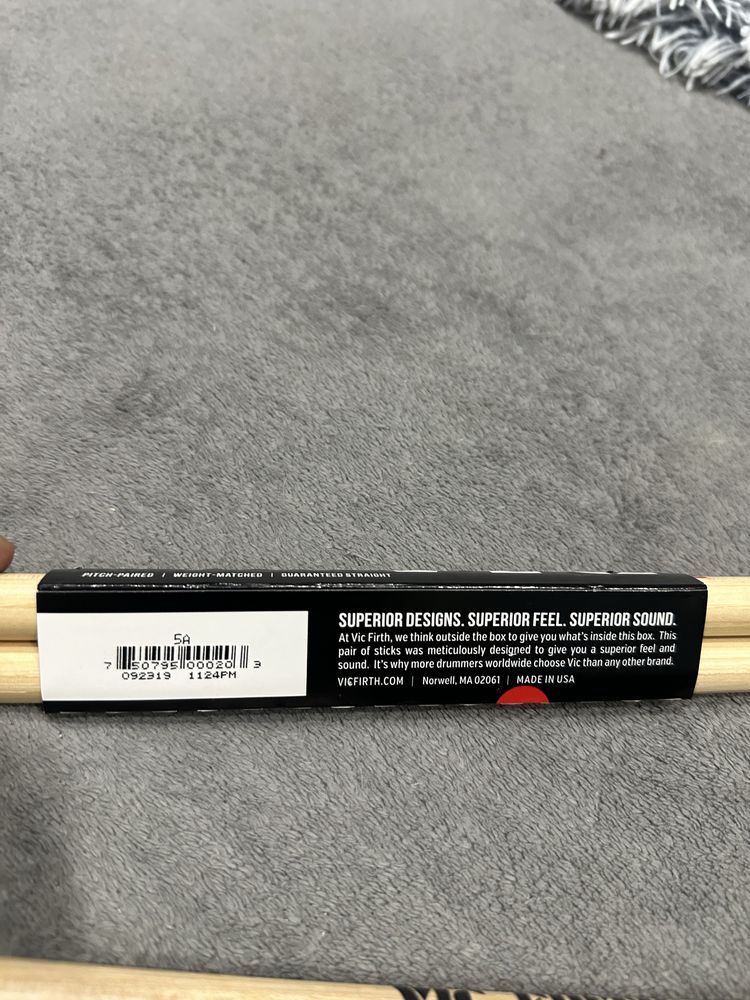 PITCH-PAIRED / WEIGHT-MATCHED / GUARANTEED STRAIGHT
5A
7 50795 00020 3
092319 1124PM
SUPERIOR DESIGNS. SUPERIOR FEEL. SUPERIOR SOUND.
At Vic Firth, we think outside the box to give you what's inside this box. This
pair of sticks was meticulously designed to give you a superior feel and
sound. It's why more drummers worldwide choose Vic than any other brand.
VICFIRTH.COM | Norwell, MA 02061 | MADE IN USA